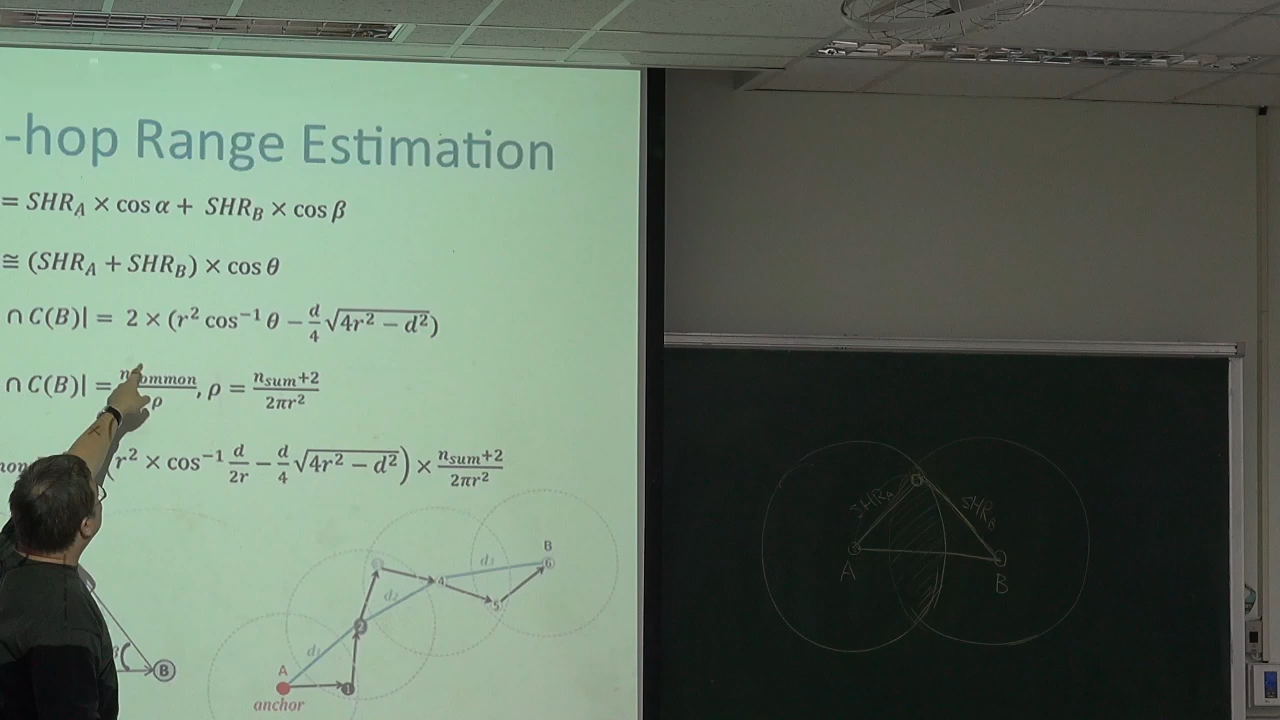 -hop Range Estimation
= SHR_A × cos α + SHR_B × cos β
≅ (SHR_A + SHR_B) × cos θ
∩ C(B)| = 2 × (r² cos⁻¹ θ − d/4 √(4r² − d²))
∩ C(B)| = /ρ, ρ = (n_sum+2)/(2πr²)
(r² × cos⁻¹ d/2r − d/4 √(4r² − d²)) × (n_sum+2)/(2πr²)
B
d₃
6
4
d₂
5
2
d₁
A
1
anchor
B
SHR_A
SHR_B
A
B